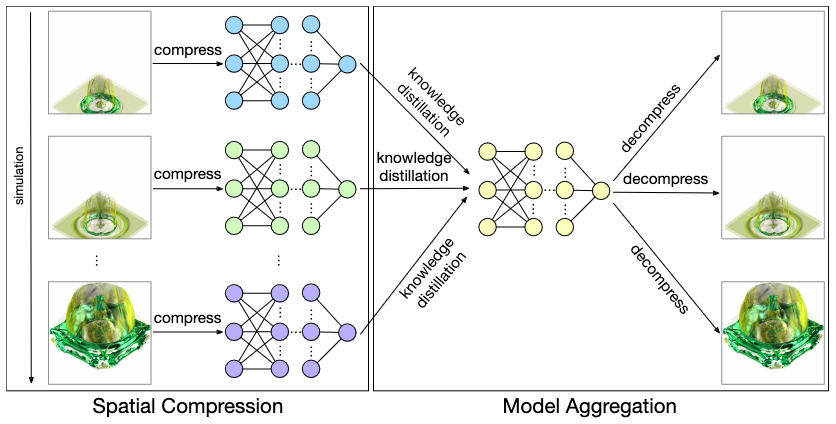 simulation
compress
compress
compress
knowledge
distillation
knowledge
distillation
knowledge
distillation
decompress
decompress
decompress
Spatial Compression
Model Aggregation